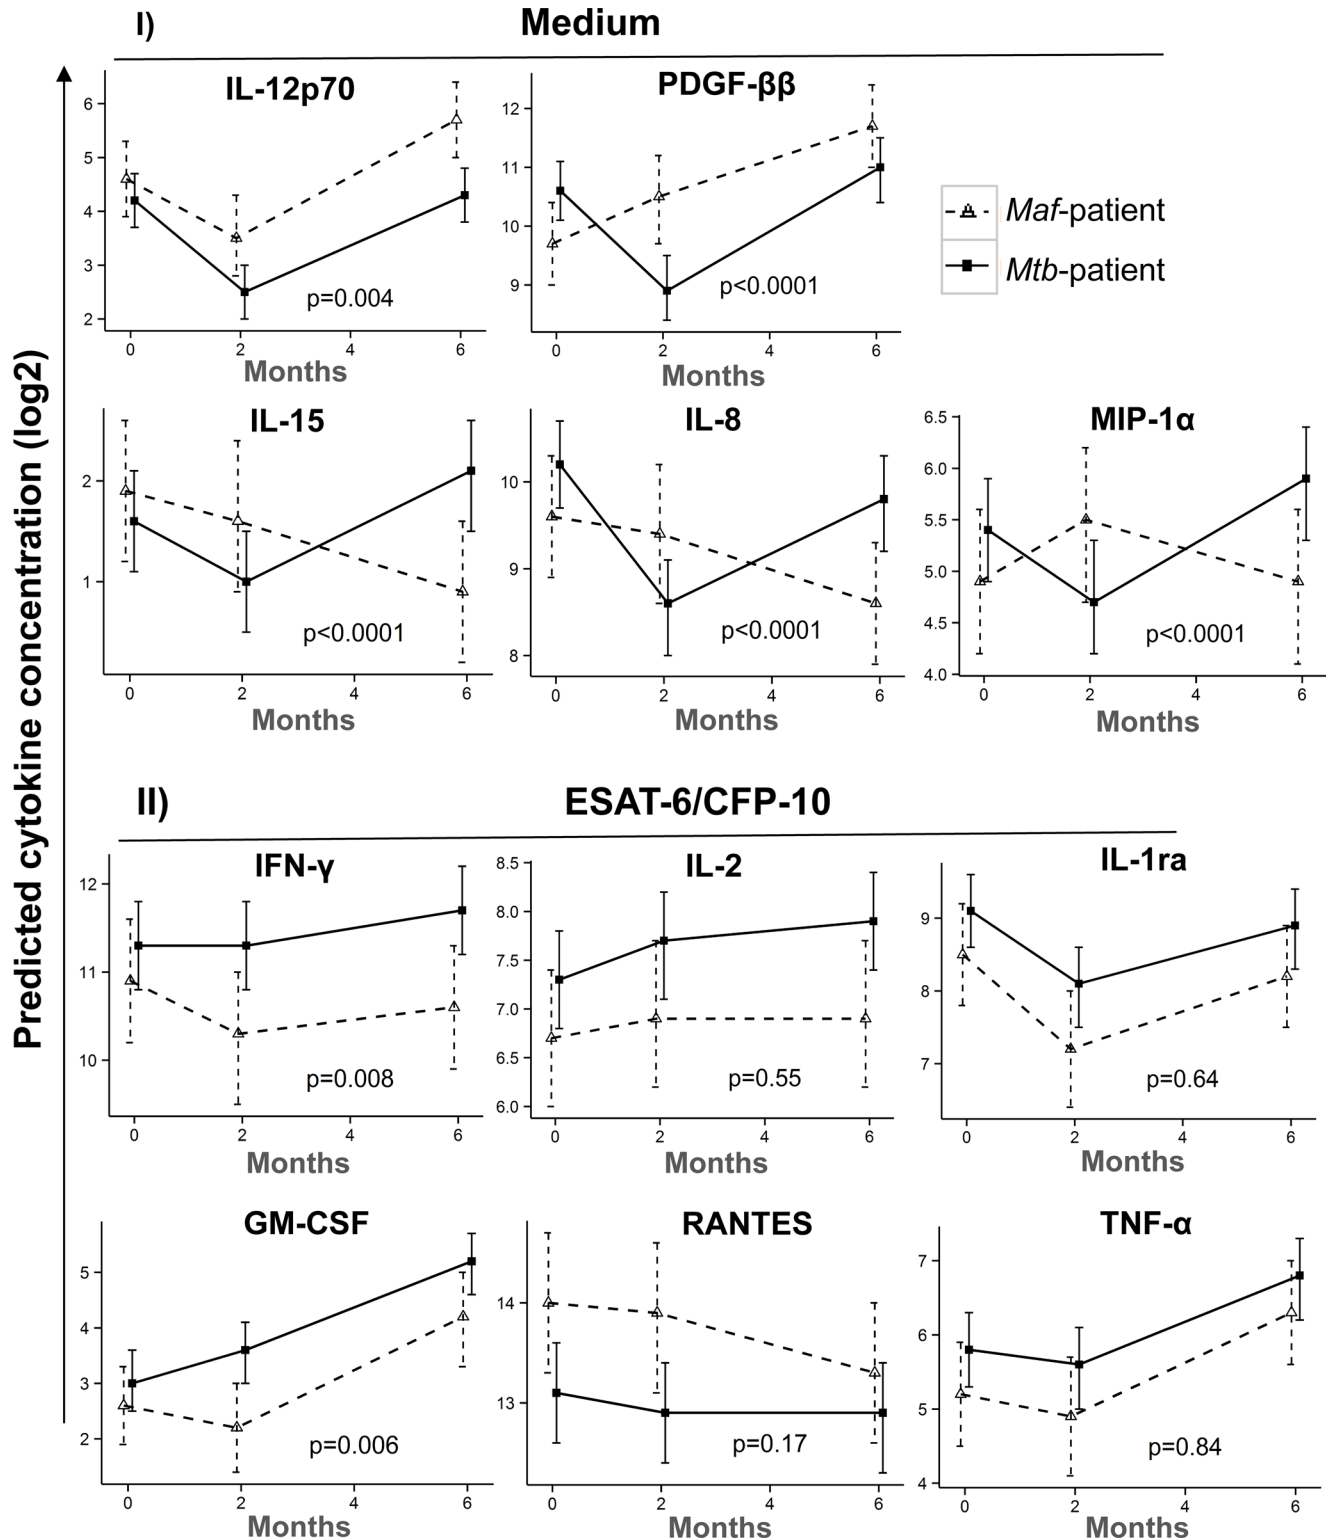 I)
Medium
Predicted cytokine concentration (log2)
IL-12p70
6
5
4
3
2
p=0.004
0
2
4
6
Months
PDGF-ββ
12
11
10
9
p<0.0001
0
2
4
6
Months
Maf-patient
Mtb-patient
IL-15
2
1
p<0.0001
0
2
4
6
Months
IL-8
10
9
8
p<0.0001
0
2
4
6
Months
MIP-1α
6.5
6.0
5.5
5.0
4.5
4.0
p<0.0001
0
2
4
6
Months
II)
ESAT-6/CFP-10
IFN-γ
12
11
10
p=0.008
0
2
4
6
Months
IL-2
8.5
8.0
7.5
7.0
6.5
6.0
p=0.55
0
2
4
6
Months
IL-1ra
9
8
7
p=0.64
0
2
4
6
Months
GM-CSF
5
4
3
2
p=0.006
0
2
4
6
Months
RANTES
14
13
p=0.17
0
2
4
6
Months
TNF-α
7
6
5
4
p=0.84
0
2
4
6
Months